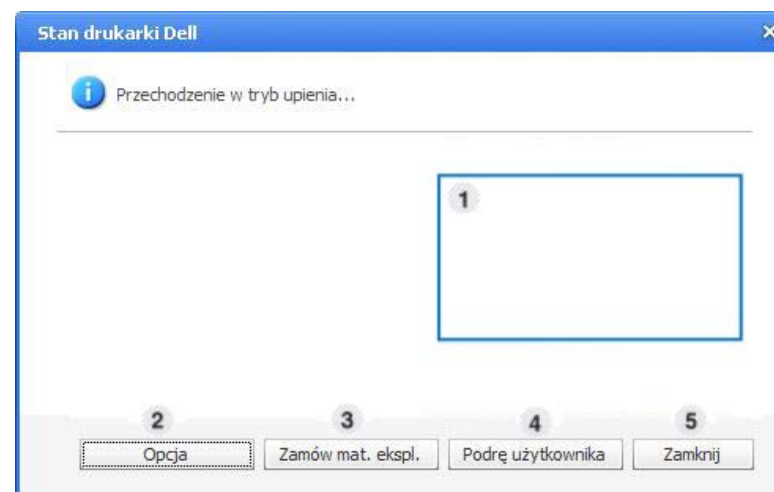 Stan drukarki Dell
Przechodzenie w tryb upienia...
1
2 3 4 5
Opcja Zamów mat. ekspl. Podrę użytkownika Zamknij